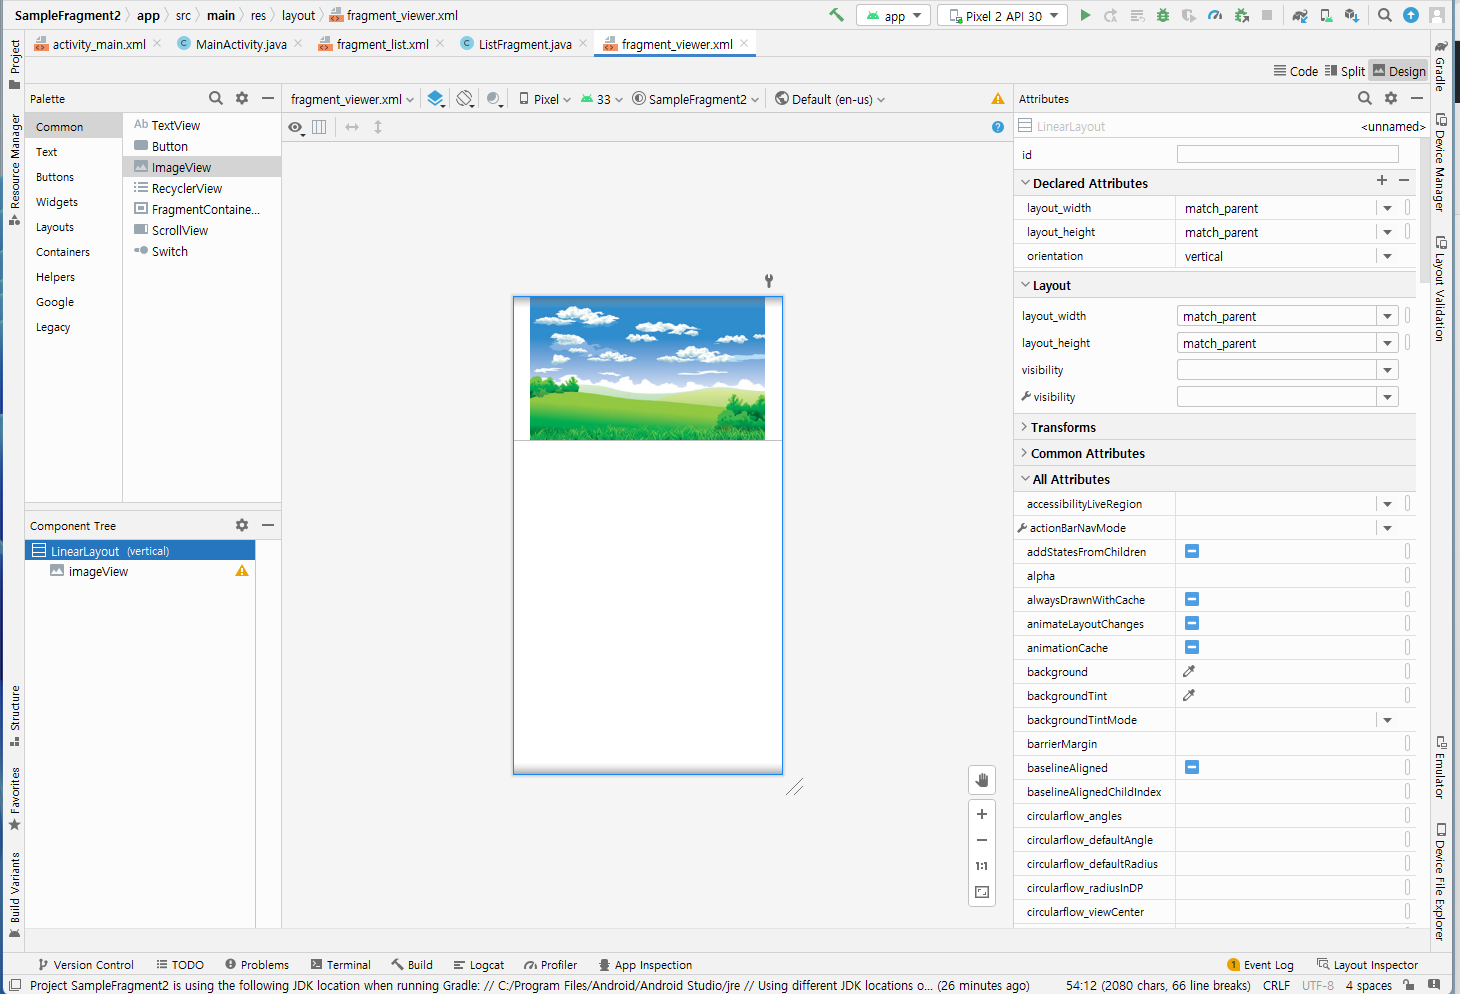 SampleFragment2 app src main res layout fragment_viewer.xml app Pixel 2 API 30
activity_main.xml MainActivity.java fragment_list.xml ListFragment.java fragment_viewer.xml
Code Split Design
Project
Resource Manager
Structure
Favorites
Build Variants
Palette
Common
Text
Buttons
Widgets
Layouts
Containers
Helpers
Google
Legacy
Ab TextView
Button
ImageView
RecyclerView
FragmentContaine...
ScrollView
Switch
Component Tree
LinearLayout (vertical)
imageView
fragment_viewer.xml Pixel 33 SampleFragment2 Default (en-us)
?
1:1
Attributes
LinearLayout <unnamed>
id
Declared Attributes
layout_width match_parent
layout_height match_parent
orientation vertical
Layout
layout_width match_parent
layout_height match_parent
visibility
visibility
Transforms
Common Attributes
All Attributes
accessibilityLiveRegion
actionBarNavMode
addStatesFromChildren
alpha
alwaysDrawnWithCache
animateLayoutChanges
animationCache
background
backgroundTint
backgroundTintMode
barrierMargin
baselineAligned
baselineAlignedChildIndex
circularflow_angles
circularflow_defaultAngle
circularflow_defaultRadius
circularflow_radiusInDP
circularflow_viewCenter
Gradle
Device Manager
Layout Validation
Emulator
Device File Explorer
Version Control TODO Problems Terminal Build Logcat Profiler App Inspection 1 Event Log Layout Inspector
Project SampleFragment2 is using the following JDK location when running Gradle: // C:/Program Files/Android/Android Studio/jre // Using different JDK locations o... (26 minutes ago) 54:12 (2080 chars, 66 line breaks) CRLF UTF-8 4 spaces